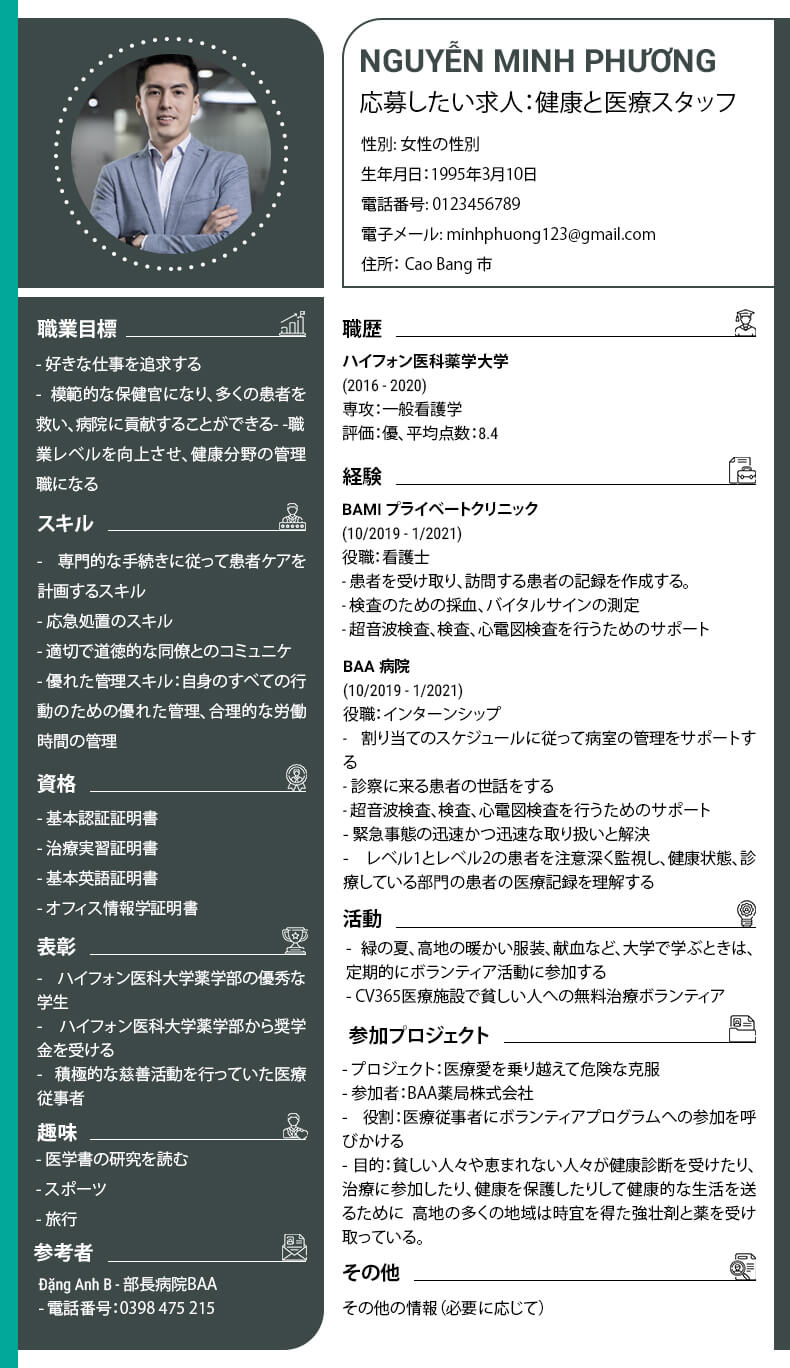 NGUYỄN MINH PHƯƠNG
応募したい求人：健康と医療スタッフ
性別: 女性の性別
生年月日：1995年3月10日
電話番号: 0123456789
電子メール: minhphuong123@gmail.com
住所： Cao Bang 市
職業目標
- 好きな仕事を追求する
- 模範的な保健官になり、多くの患者を
救い、病院に貢献することができる- -職
業レベルを向上させ、健康分野の管理
職になる
スキル
- 専門的な手続きに従って患者ケアを
計画するスキル
- 応急処置のスキル
- 適切で道徳的な同僚とのコミュニケ
- 優れた管理スキル：自身のすべての行
動のための優れた管理、合理的な労働
時間の管理
資格
- 基本認証証明書
- 治療実習証明書
- 基本英語証明書
- オフィス情報学証明書
表彰
- ハイフォン医科大学薬学部の優秀な
学生
- ハイフォン医科大学薬学部から奨学
金を受ける
- 積極的な慈善活動を行っていた医療
従事者
趣味
- 医学書の研究を読む
- スポーツ
- 旅行
参考者
Đặng Anh B - 部長病院BAA
- 電話番号：0398 475 215
職歴
ハイフォン医科薬学大学
(2016 - 2020)
専攻：一般看護学
評価：優、平均点数：8.4
経験
BAMI プライベートクリニック
(10/2019 - 1/2021)
役職：看護士
- 患者を受け取り、訪問する患者の記録を作成する。
- 検査のための採血、バイタルサインの測定
- 超音波検査、検査、心電図検査を行うためのサポート
BAA 病院
(10/2019 - 1/2021)
役職：インターンシップ
- 割り当てのスケジュールに従って病室の管理をサポートす
る
- 診察に来る患者の世話をする
- 超音波検査、検査、心電図検査を行うためのサポート
- 緊急事態の迅速かつ迅速な取り扱いと解決
- レベル1とレベル2の患者を注意深く監視し、健康状態、診
療している部門の患者の医療記録を理解する
活動
- 緑の夏、高地の暖かい服装、献血など、大学で学ぶときは、
定期的にボランティア活動に参加する
- CV365医療施設で貧しい人への無料治療ボランティア
参加プロジェクト
- プロジェクト：医療愛を乗り越えて危険な克服
- 参加者：BAA薬局株式会社
- 役割：医療従事者にボランティアプログラムへの参加を呼
びかける
- 目的：貧しい人々や恵まれない人々が健康診断を受けたり、
治療に参加したり、健康を保護したりして健康的な生活を送
るために 高地の多くの地域は時宜を得た強壮剤と薬を受け
取っている。
その他
その他の情報（必要に応じて）